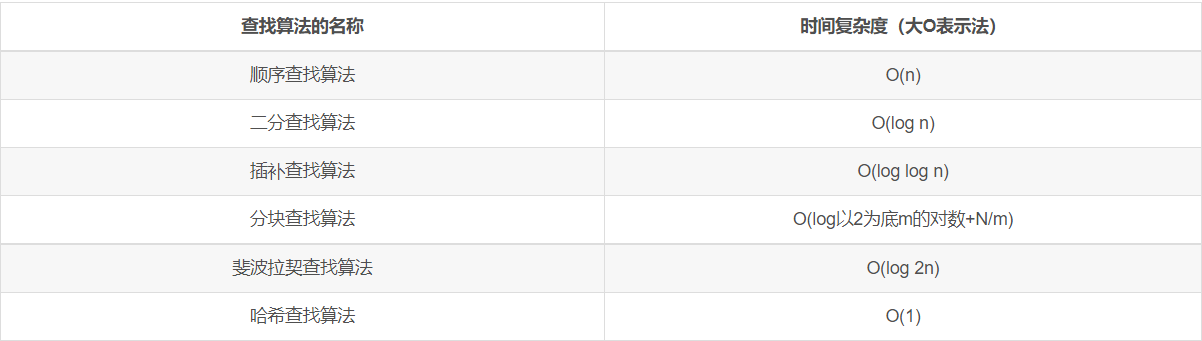 查找算法的名称 时间复杂度（大O表示法）
顺序查找算法 O(n)
二分查找算法 O(log n)
插补查找算法 O(log log n)
分块查找算法 O(log以2为底m的对数+N/m)
斐波拉契查找算法 O(log 2n)
哈希查找算法 O(1)